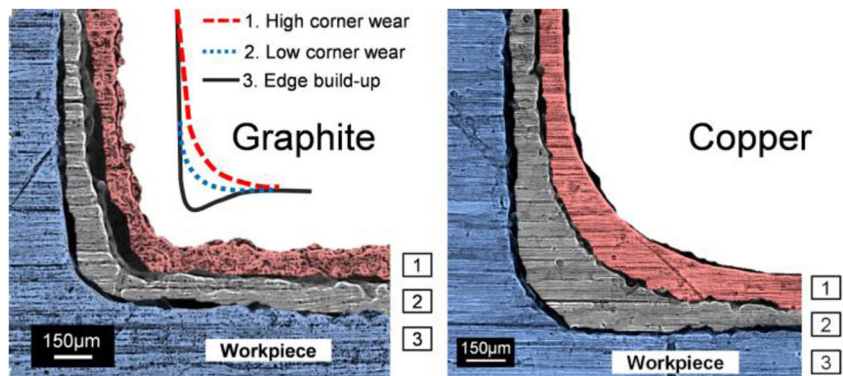 1. High corner wear
2. Low corner wear
3. Edge build-up
Graphite
1
2
3
150µm
Workpiece
Copper
1
2
3
150µm
Workpiece